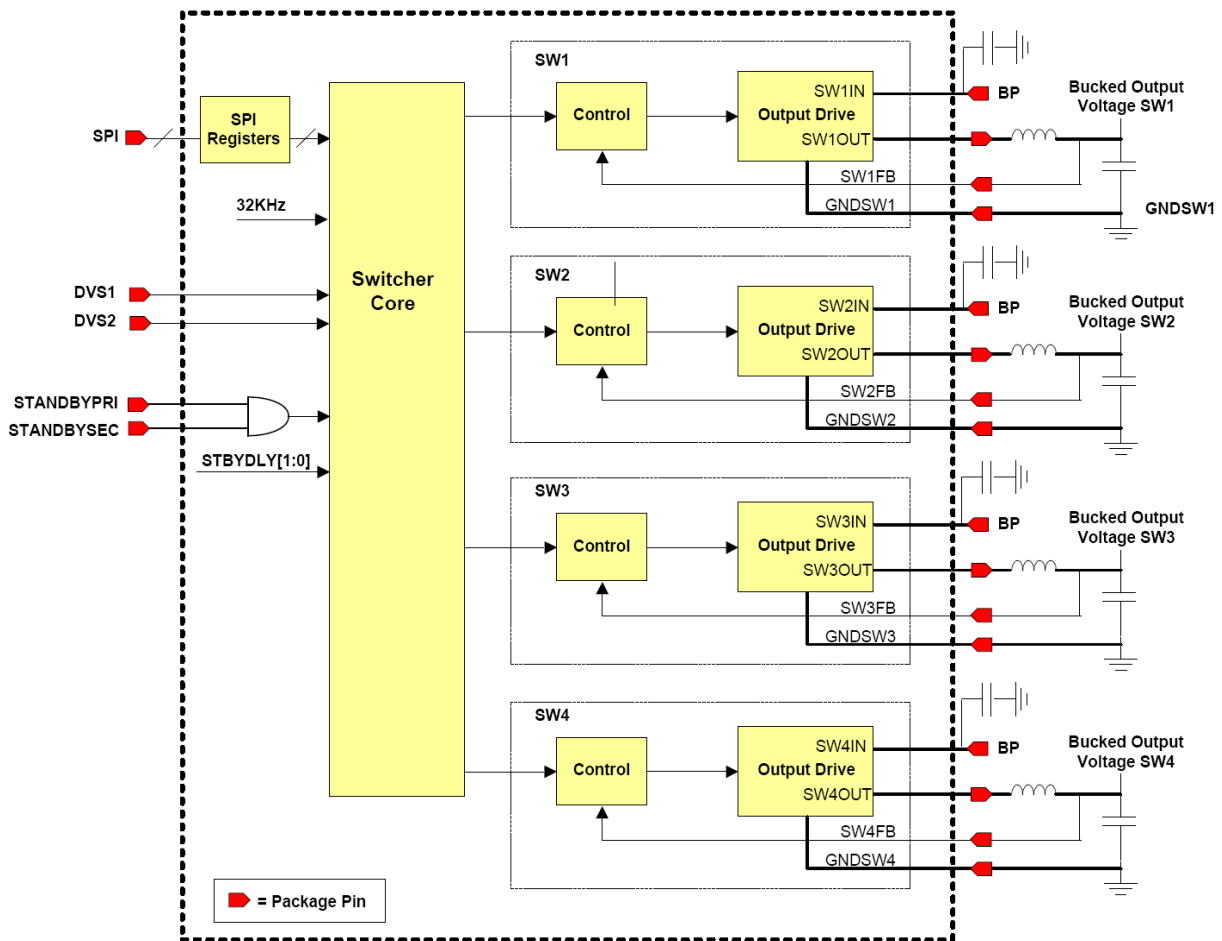 SPI
SPI
Registers
32KHz
DVS1
DVS2
STANDBYPRI
STANDBYSEC
STBYDLY[1:0]
Switcher
Core
SW1
Control
Output Drive
SW1IN
SW1OUT
SW1FB
GNDSW1
BP
Bucked Output
Voltage SW1
GNDSW1
SW2
Control
Output Drive
SW2IN
SW2OUT
SW2FB
GNDSW2
BP
Bucked Output
Voltage SW2
SW3
Control
Output Drive
SW3IN
SW3OUT
SW3FB
GNDSW3
BP
Bucked Output
Voltage SW3
SW4
Control
Output Drive
SW4IN
SW4OUT
SW4FB
GNDSW4
BP
Bucked Output
Voltage SW4
= Package Pin